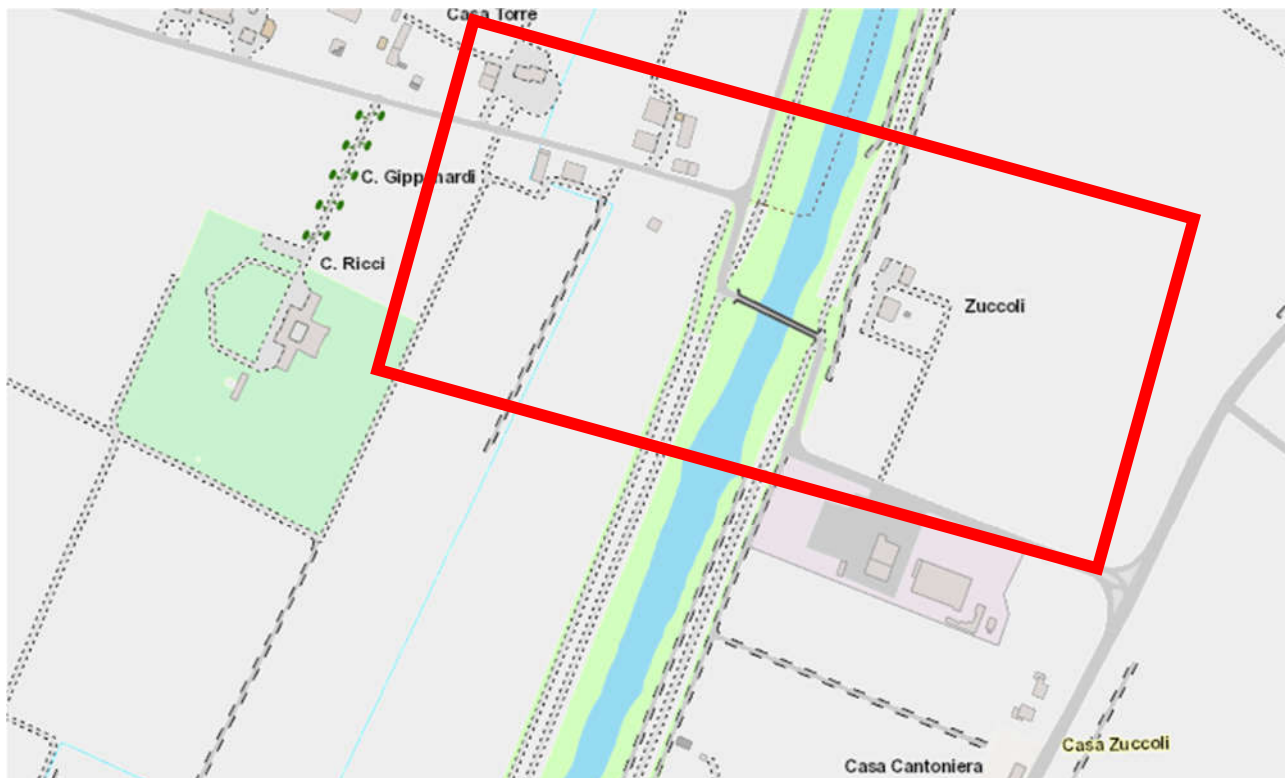 Casa Torre
C. Gippinardi
C. Ricci
Zuccoli
Casa Zuccoli
Casa Cantoniera